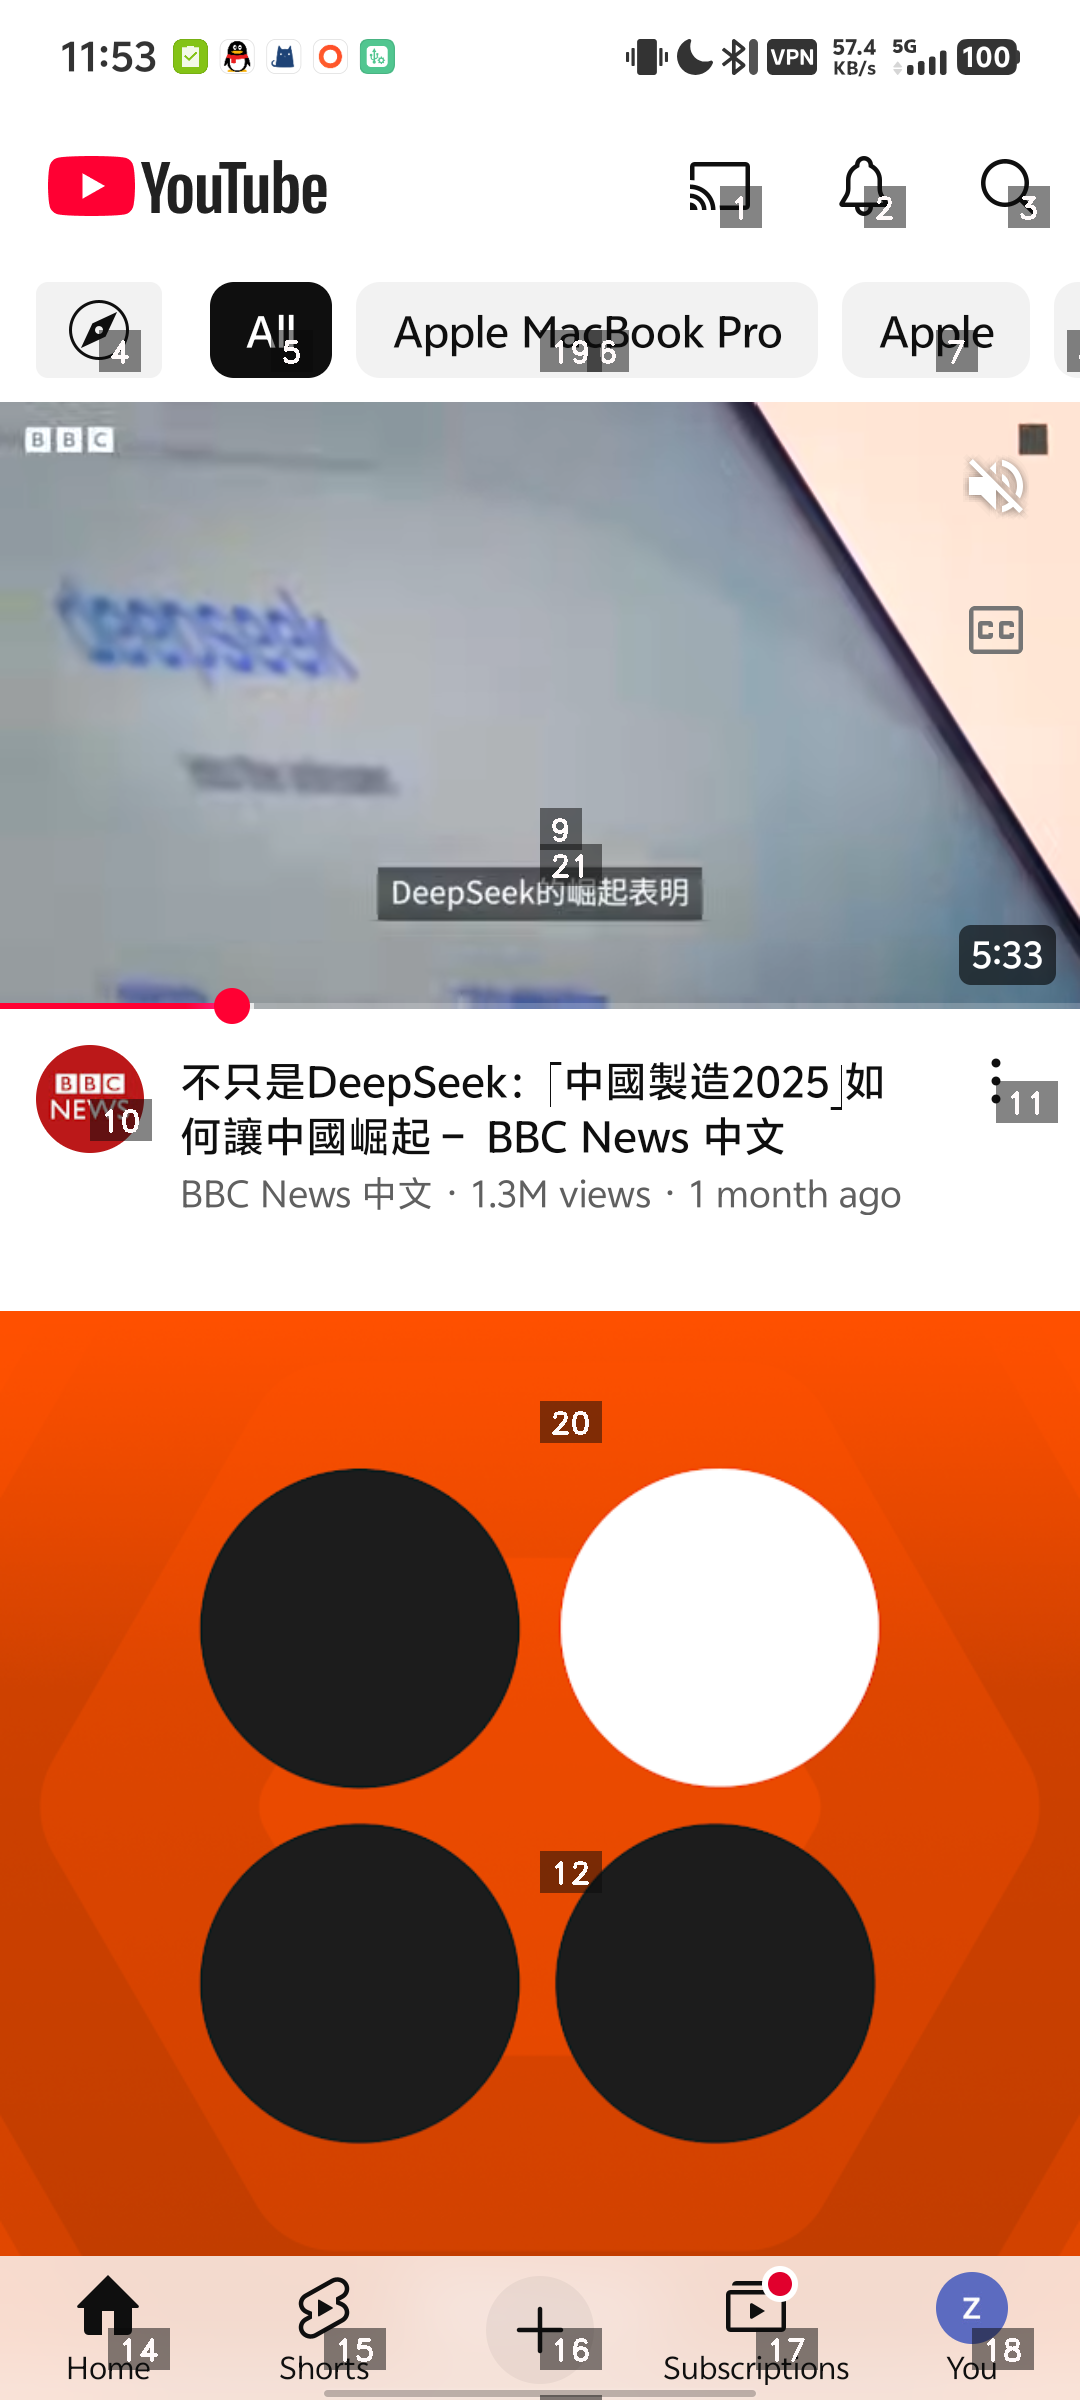 11:53
VPN
57.4
KB/s
5G
100
YouTube
1
2
3
All
Apple MacBook Pro
Apple
4
5
19
6
7
BBC
CC
deepseek
9
21
DeepSeek的崛起表明
5:33
BBC
NEWS
10
不只是DeepSeek:「中國製造2025」如
11
何讓中國崛起 – BBC News 中文
BBC News 中文 · 1.3M views · 1 month ago
20
12
Z
14
15
16
17
18
Home
Shorts
Subscriptions
You